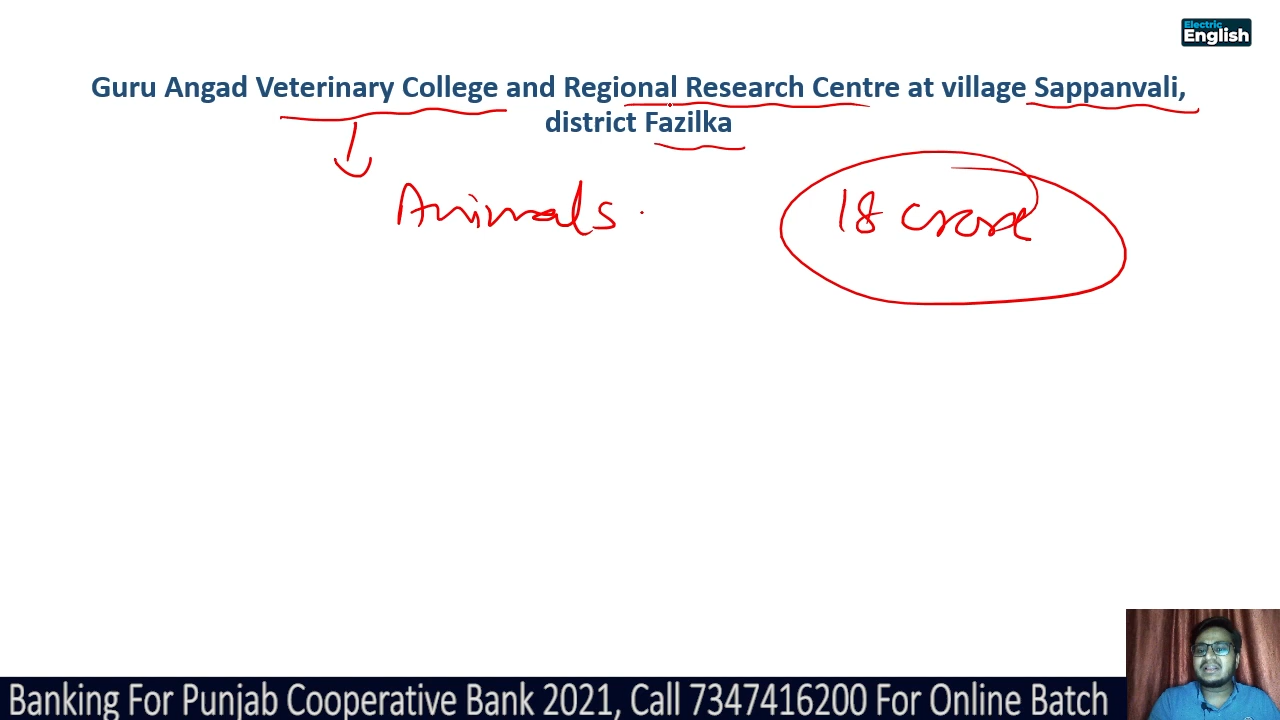 Electric
English
Guru Angad Veterinary College and Regional Research Centre at village Sappanvali,
district Fazilka
Animals.
18 crore
Banking For Punjab Cooperative Bank 2021, Call 7347416200 For Online Batch